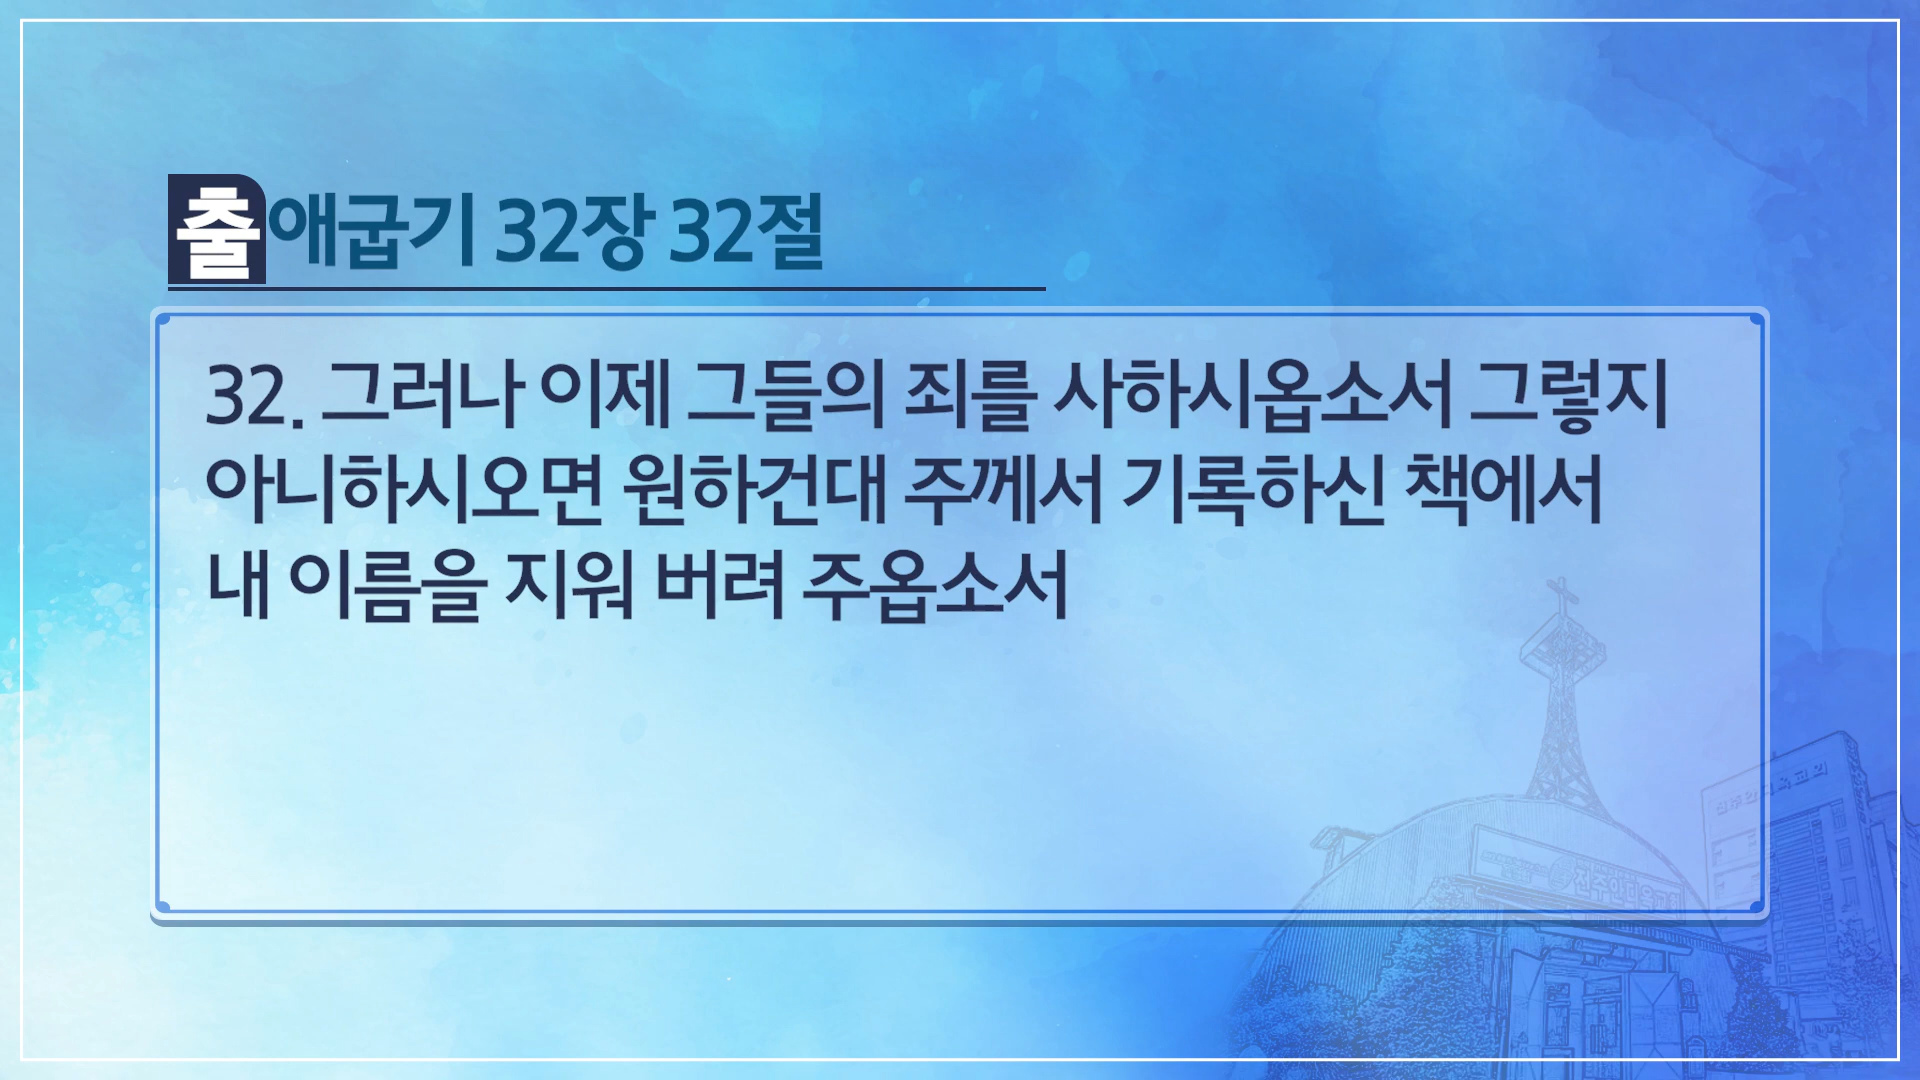 출애굽기 32장 32절
32. 그러나 이제 그들의 죄를 사하시옵소서 그렇지
아니하시오면 원하건대 주께서 기록하신 책에서
내 이름을 지워 버려 주옵소서